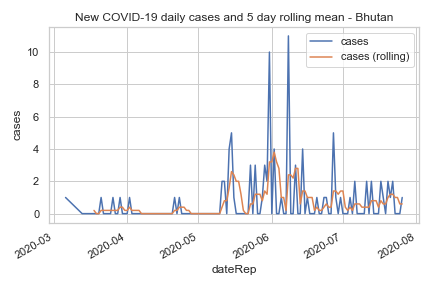 New COVID-19 daily cases and 5 day rolling mean - Bhutan
cases
cases (rolling)
cases
10
8
6
4
2
0
2020-03
2020-04
2020-05
2020-06
2020-07
2020-08
dateRep